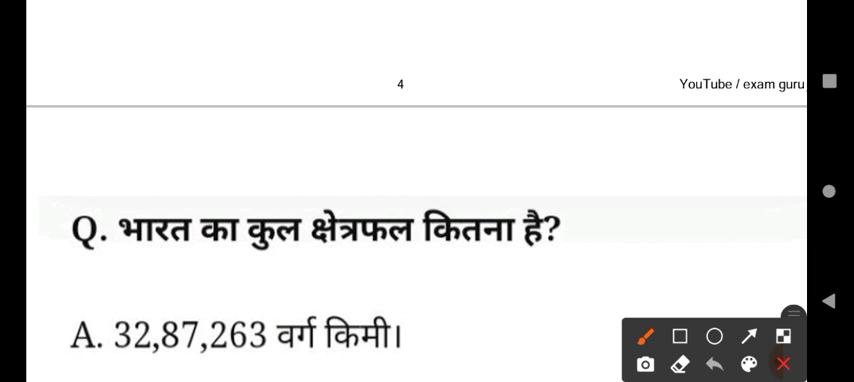 4
YouTube / exam guru
Q. भारत का कुल क्षेत्रफल कितना है?
A. 32,87,263 वर्ग किमी।